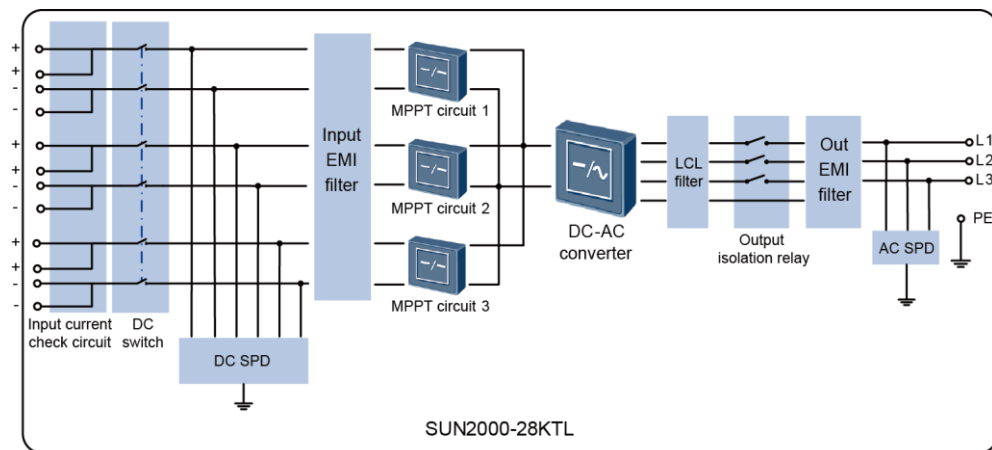 +
+
-
-
+
+
-
-
+
+
-
-
Input current
check circuit
DC
switch
DC SPD
Input
EMI
filter
MPPT circuit 1
MPPT circuit 2
MPPT circuit 3
DC-AC
converter
LCL
filter
Output
isolation relay
Out
EMI
filter
L1
L2
L3
PE
AC SPD
SUN2000-28KTL